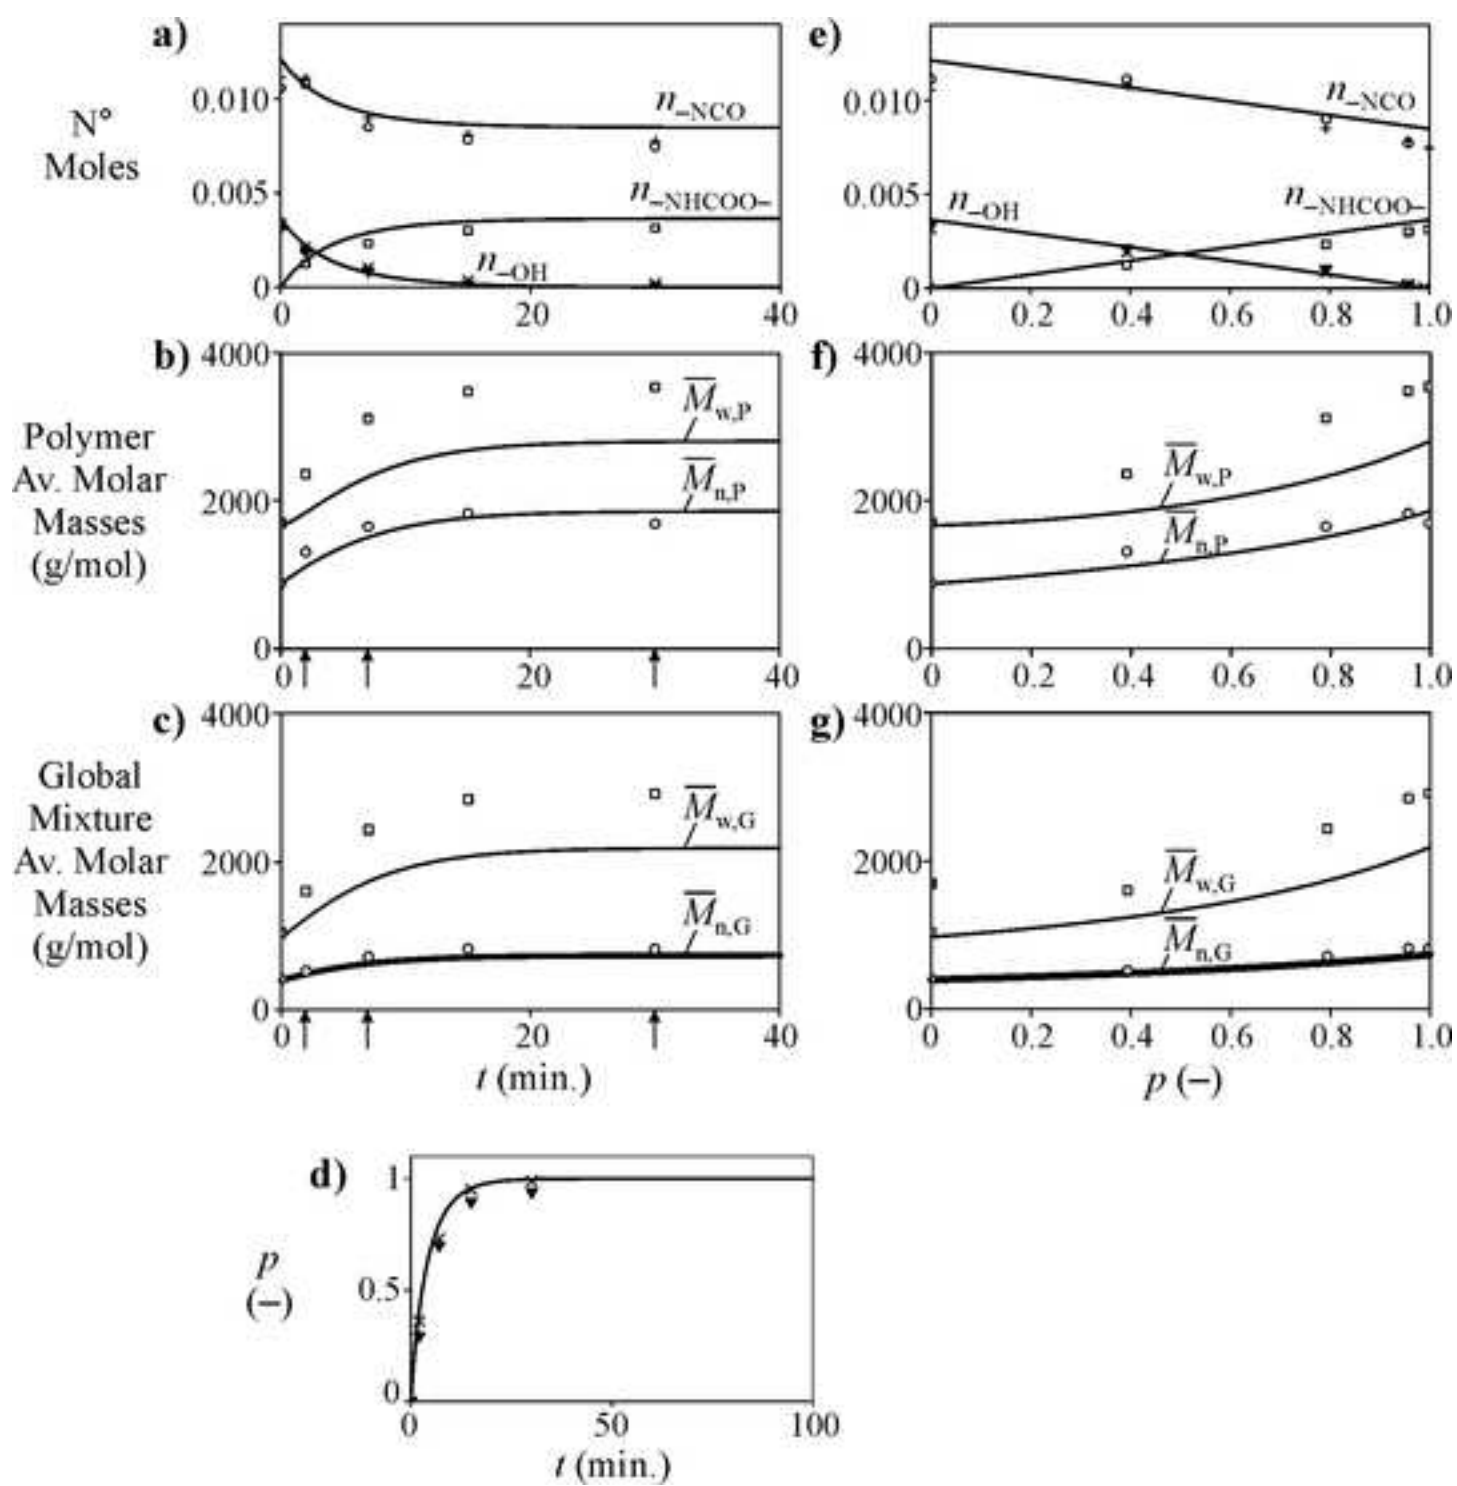 a)
N°
Moles
0.010
0.005
0
n–NCO
n–NHCOO–
n–OH
0 20 40
e)
0.010
0.005
0
n–NCO
n–OH
n–NHCOO–
0 0.2 0.4 0.6 0.8 1.0
b)
Polymer
Av. Molar
Masses
(g/mol)
4000
2000
0
M̅w,P
M̅n,P
0 20 40
f)
4000
2000
0
M̅w,P
M̅n,P
0 0.2 0.4 0.6 0.8 1.0
c)
Global
Mixture
Av. Molar
Masses
(g/mol)
4000
2000
0
M̅w,G
M̅n,G
0 20 40
t (min.)
g)
4000
2000
0
M̅w,G
M̅n,G
0 0.2 0.4 0.6 0.8 1.0
p (–)
d)
p
(–)
1
0.5
0
0 50 100
t (min.)